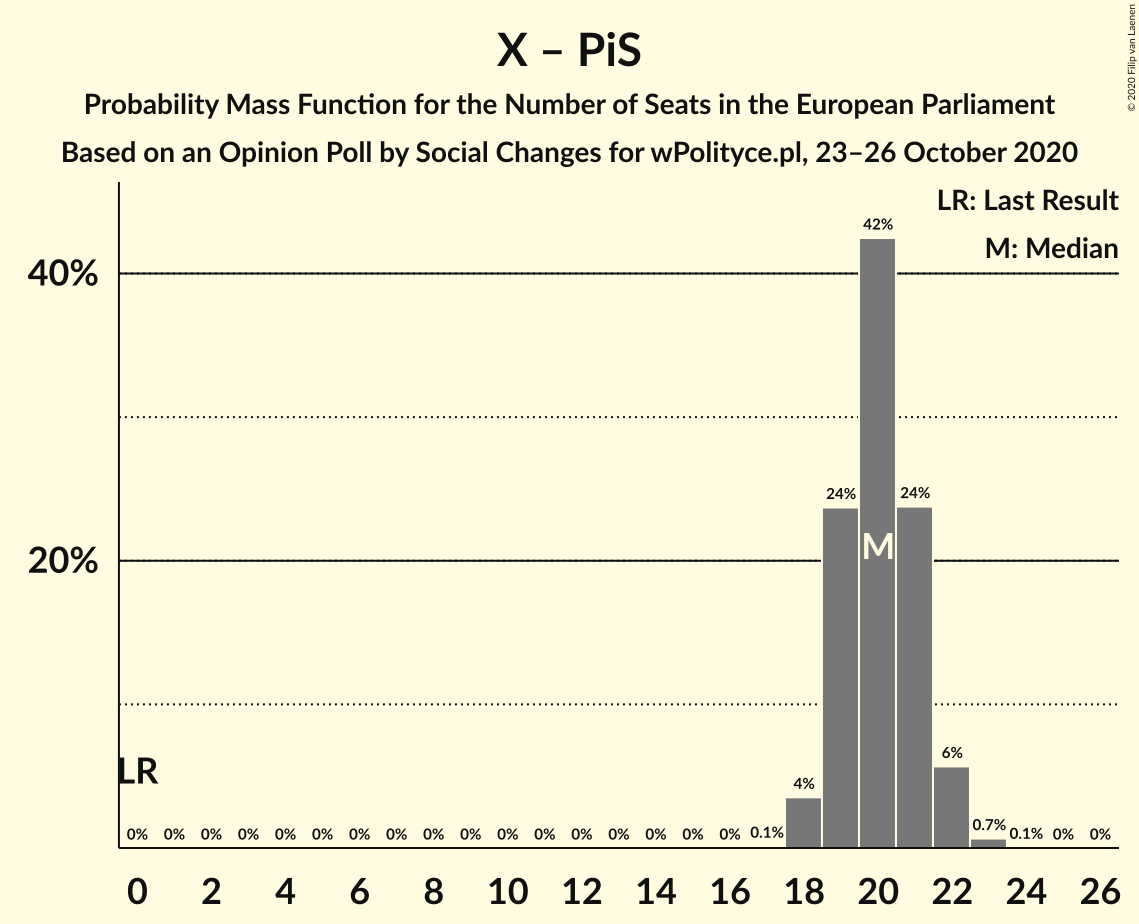 X – PiS
Probability Mass Function for the Number of Seats in the European Parliament
Based on an Opinion Poll by Social Changes for wPolityce.pl, 23–26 October 2020
© 2020 Filip van Laenen
LR: Last Result
M: Median
42%
40%
24% 24%
M
20%
6%
LR
4%
0% 0% 0% 0% 0% 0% 0% 0% 0% 0% 0% 0% 0% 0% 0% 0% 0% 0.1% 0.7% 0.1% 0% 0%
0 2 4 6 8 10 12 14 16 18 20 22 24 26